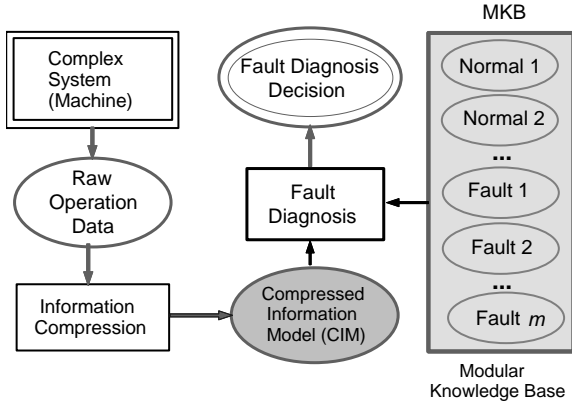 Complex
System
(Machine)
Raw
Operation
Data
Information
Compression
Compressed
Information
Model (CIM)
Fault
Diagnosis
Fault Diagnosis
Decision
MKB
Normal 1
Normal 2
...
Fault 1
Fault 2
...
Fault m
Modular
Knowledge Base